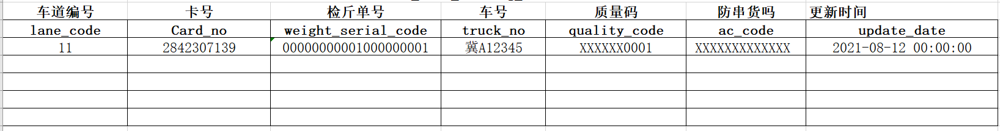 车道编号 卡号 检斤单号 车号 质量码 防串货吗 更新时间
lane_code Card_no weight_serial_code truck_no quality_code ac_code update_date
11 2842307139 00000000001000000001 冀A12345 XXXXXX0001 XXXXXXXXXXXXX 2021-08-12 00:00:00